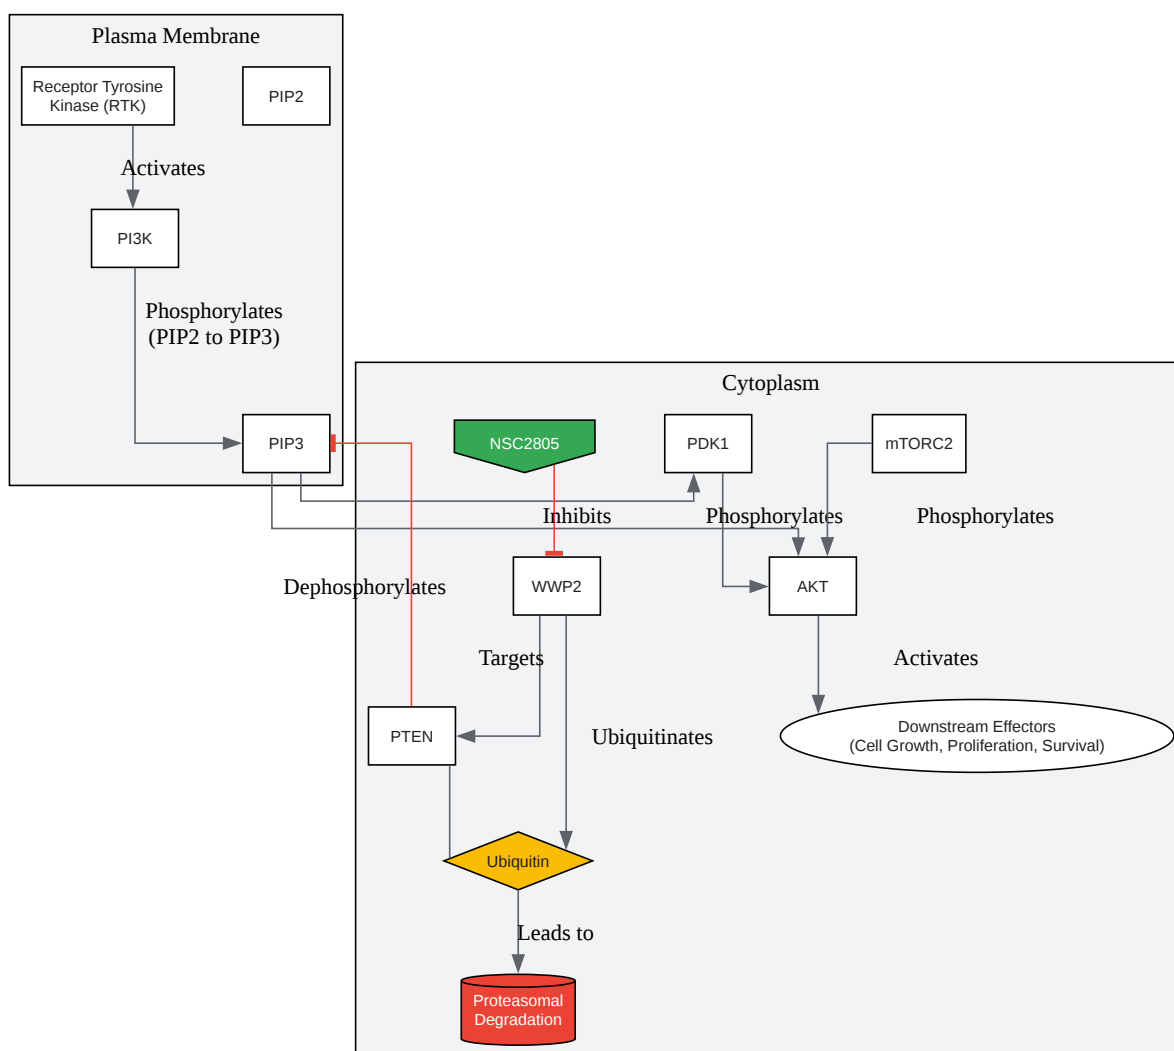 Plasma Membrane
Receptor Tyrosine
Kinase (RTK)
PIP2
Activates
PI3K
Phosphorylates
(PIP2 to PIP3)
Cytoplasm
PIP3
NSC2805
PDK1
mTORC2
Inhibits
Phosphorylates
Phosphorylates
Dephosphorylates
WWP2
AKT
Targets
Activates
PTEN
Ubiquitinates
Downstream Effectors
(Cell Growth, Proliferation, Survival)
Ubiquitin
Leads to
Proteasomal
Degradation